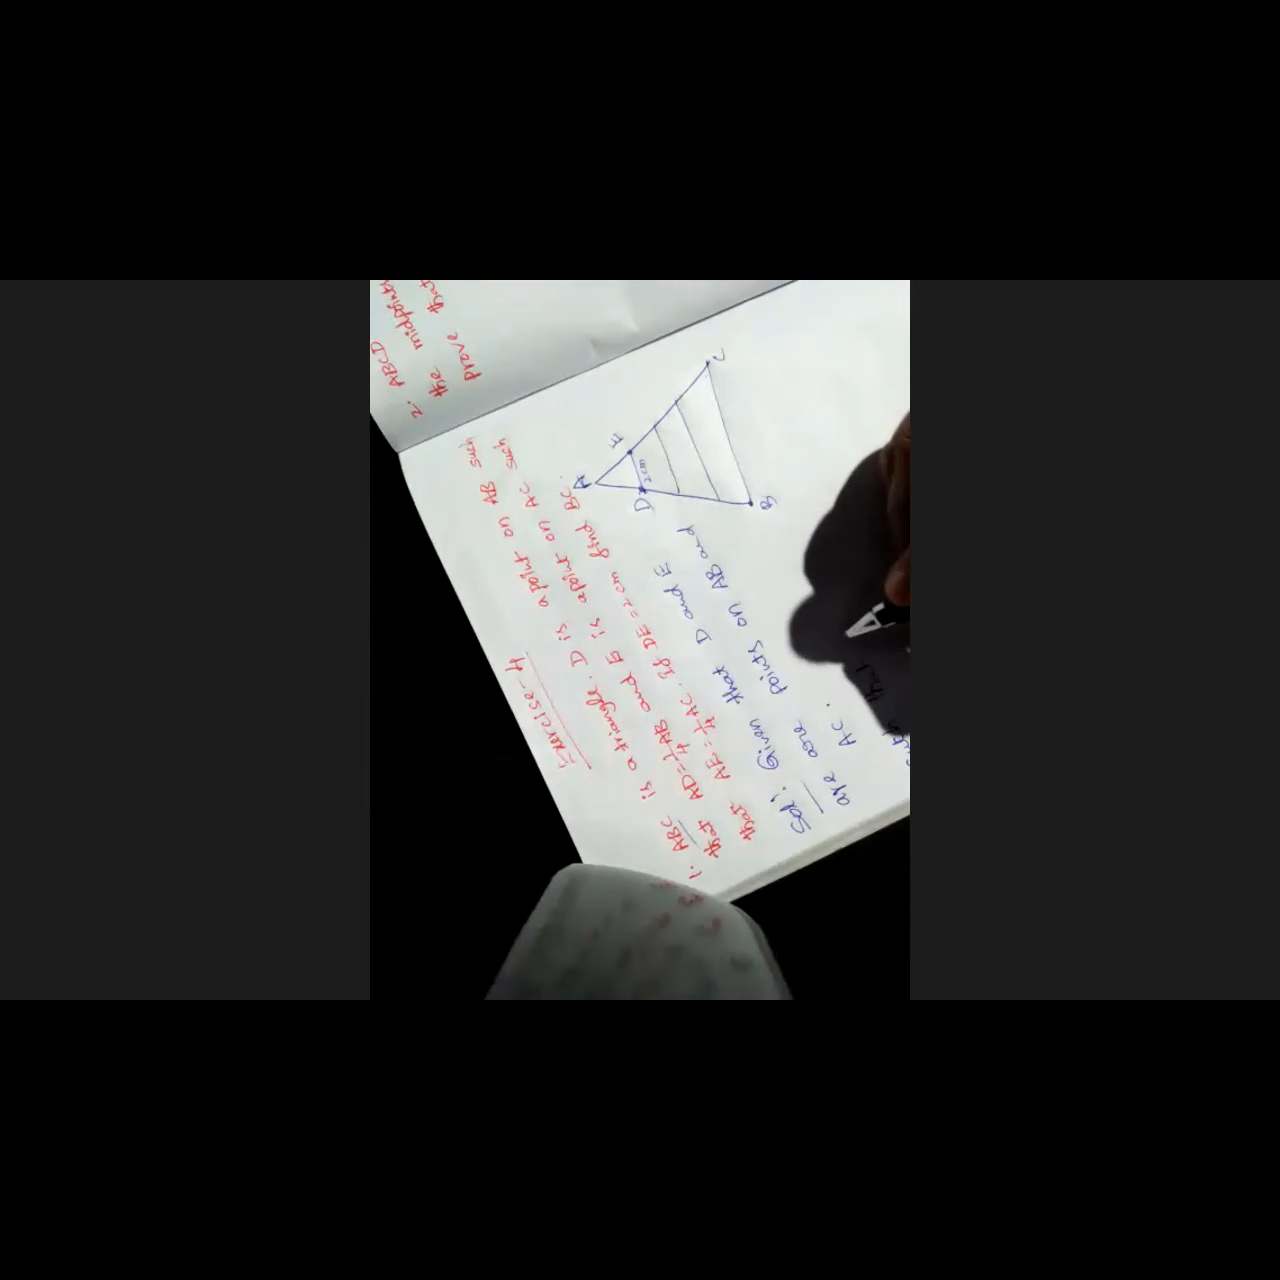 Exercise-4
1. ABC is a triangle. D is a point on AB such
that AD = 1/4 AB and E is a point on AC such
that AE = 1/4 AC. If DE = 2 cm find BC.
Sol: Given that D and E
are are points on AB and
AC.
that
A
E
D
2cm
C
B
2. ABCD
the midpoints
prove that